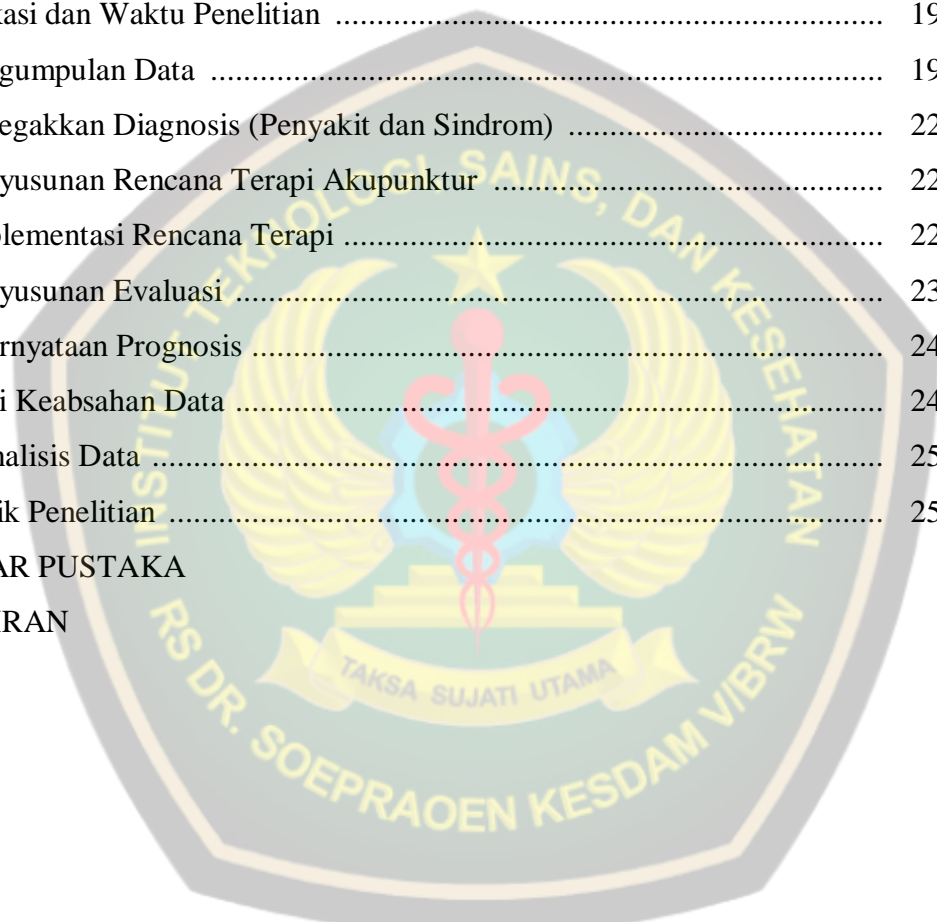 kasi dan Waktu Penelitian ........................................................................ 19
gumpulan Data ........................................................................................ 19
egakkan Diagnosis (Penyakit dan Sindrom) ......................................... 22
yusunan Rencana Terapi Akupunktur ................................................... 22
plementasi Rencana Terapi ....................................................................... 22
yusunan Evaluasi ..................................................................................... 23
rnyataan Prognosis ................................................................................... 24
i Keabsahan Data ..................................................................................... 24
nalisis Data ................................................................................................ 25
ik Penelitian .............................................................................................. 25
AR PUSTAKA
IRAN
INSTITUT TEKNOLOGI, SAINS, DAN KESEHATAN
TAKSA SUJATI UTAMA
RS DR. SOEPRAOEN KESDAM V/BRW